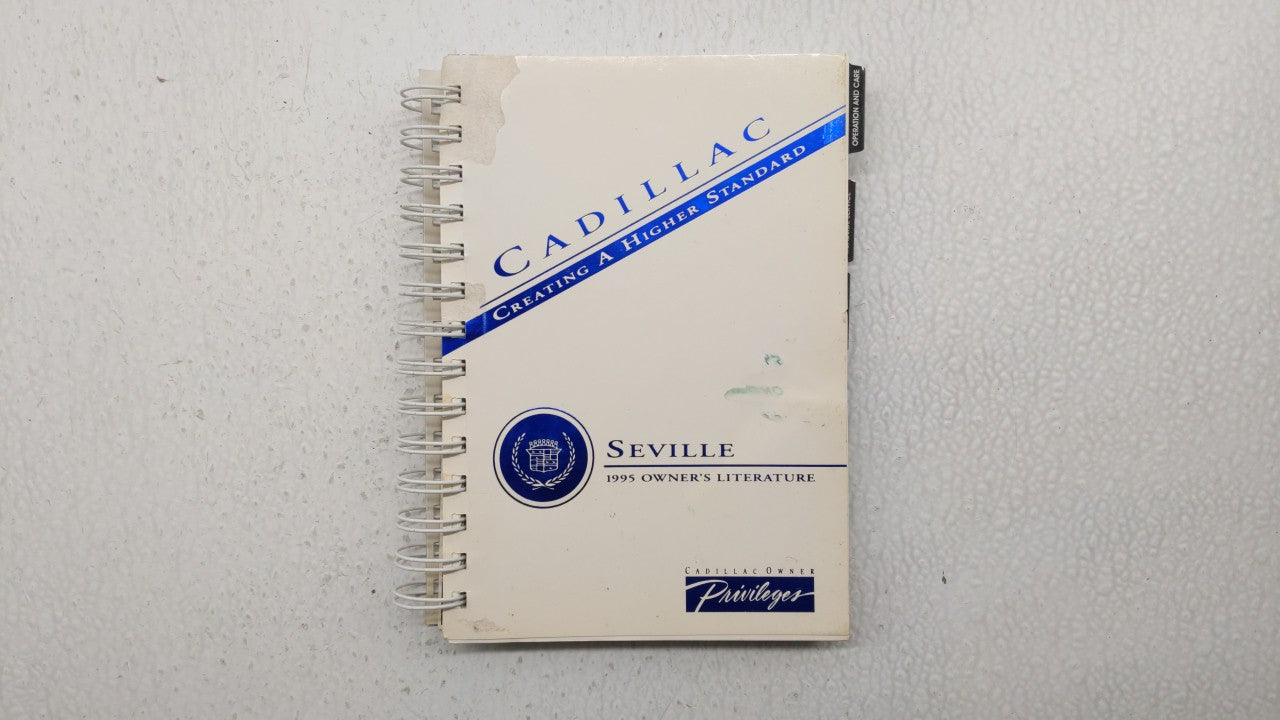 CADILLAC
CREATING A HIGHER STANDARD
SEVILLE
1995 OWNER'S LITERATURE
CADILLAC OWNER
Privileges
OPERATION AND CARE